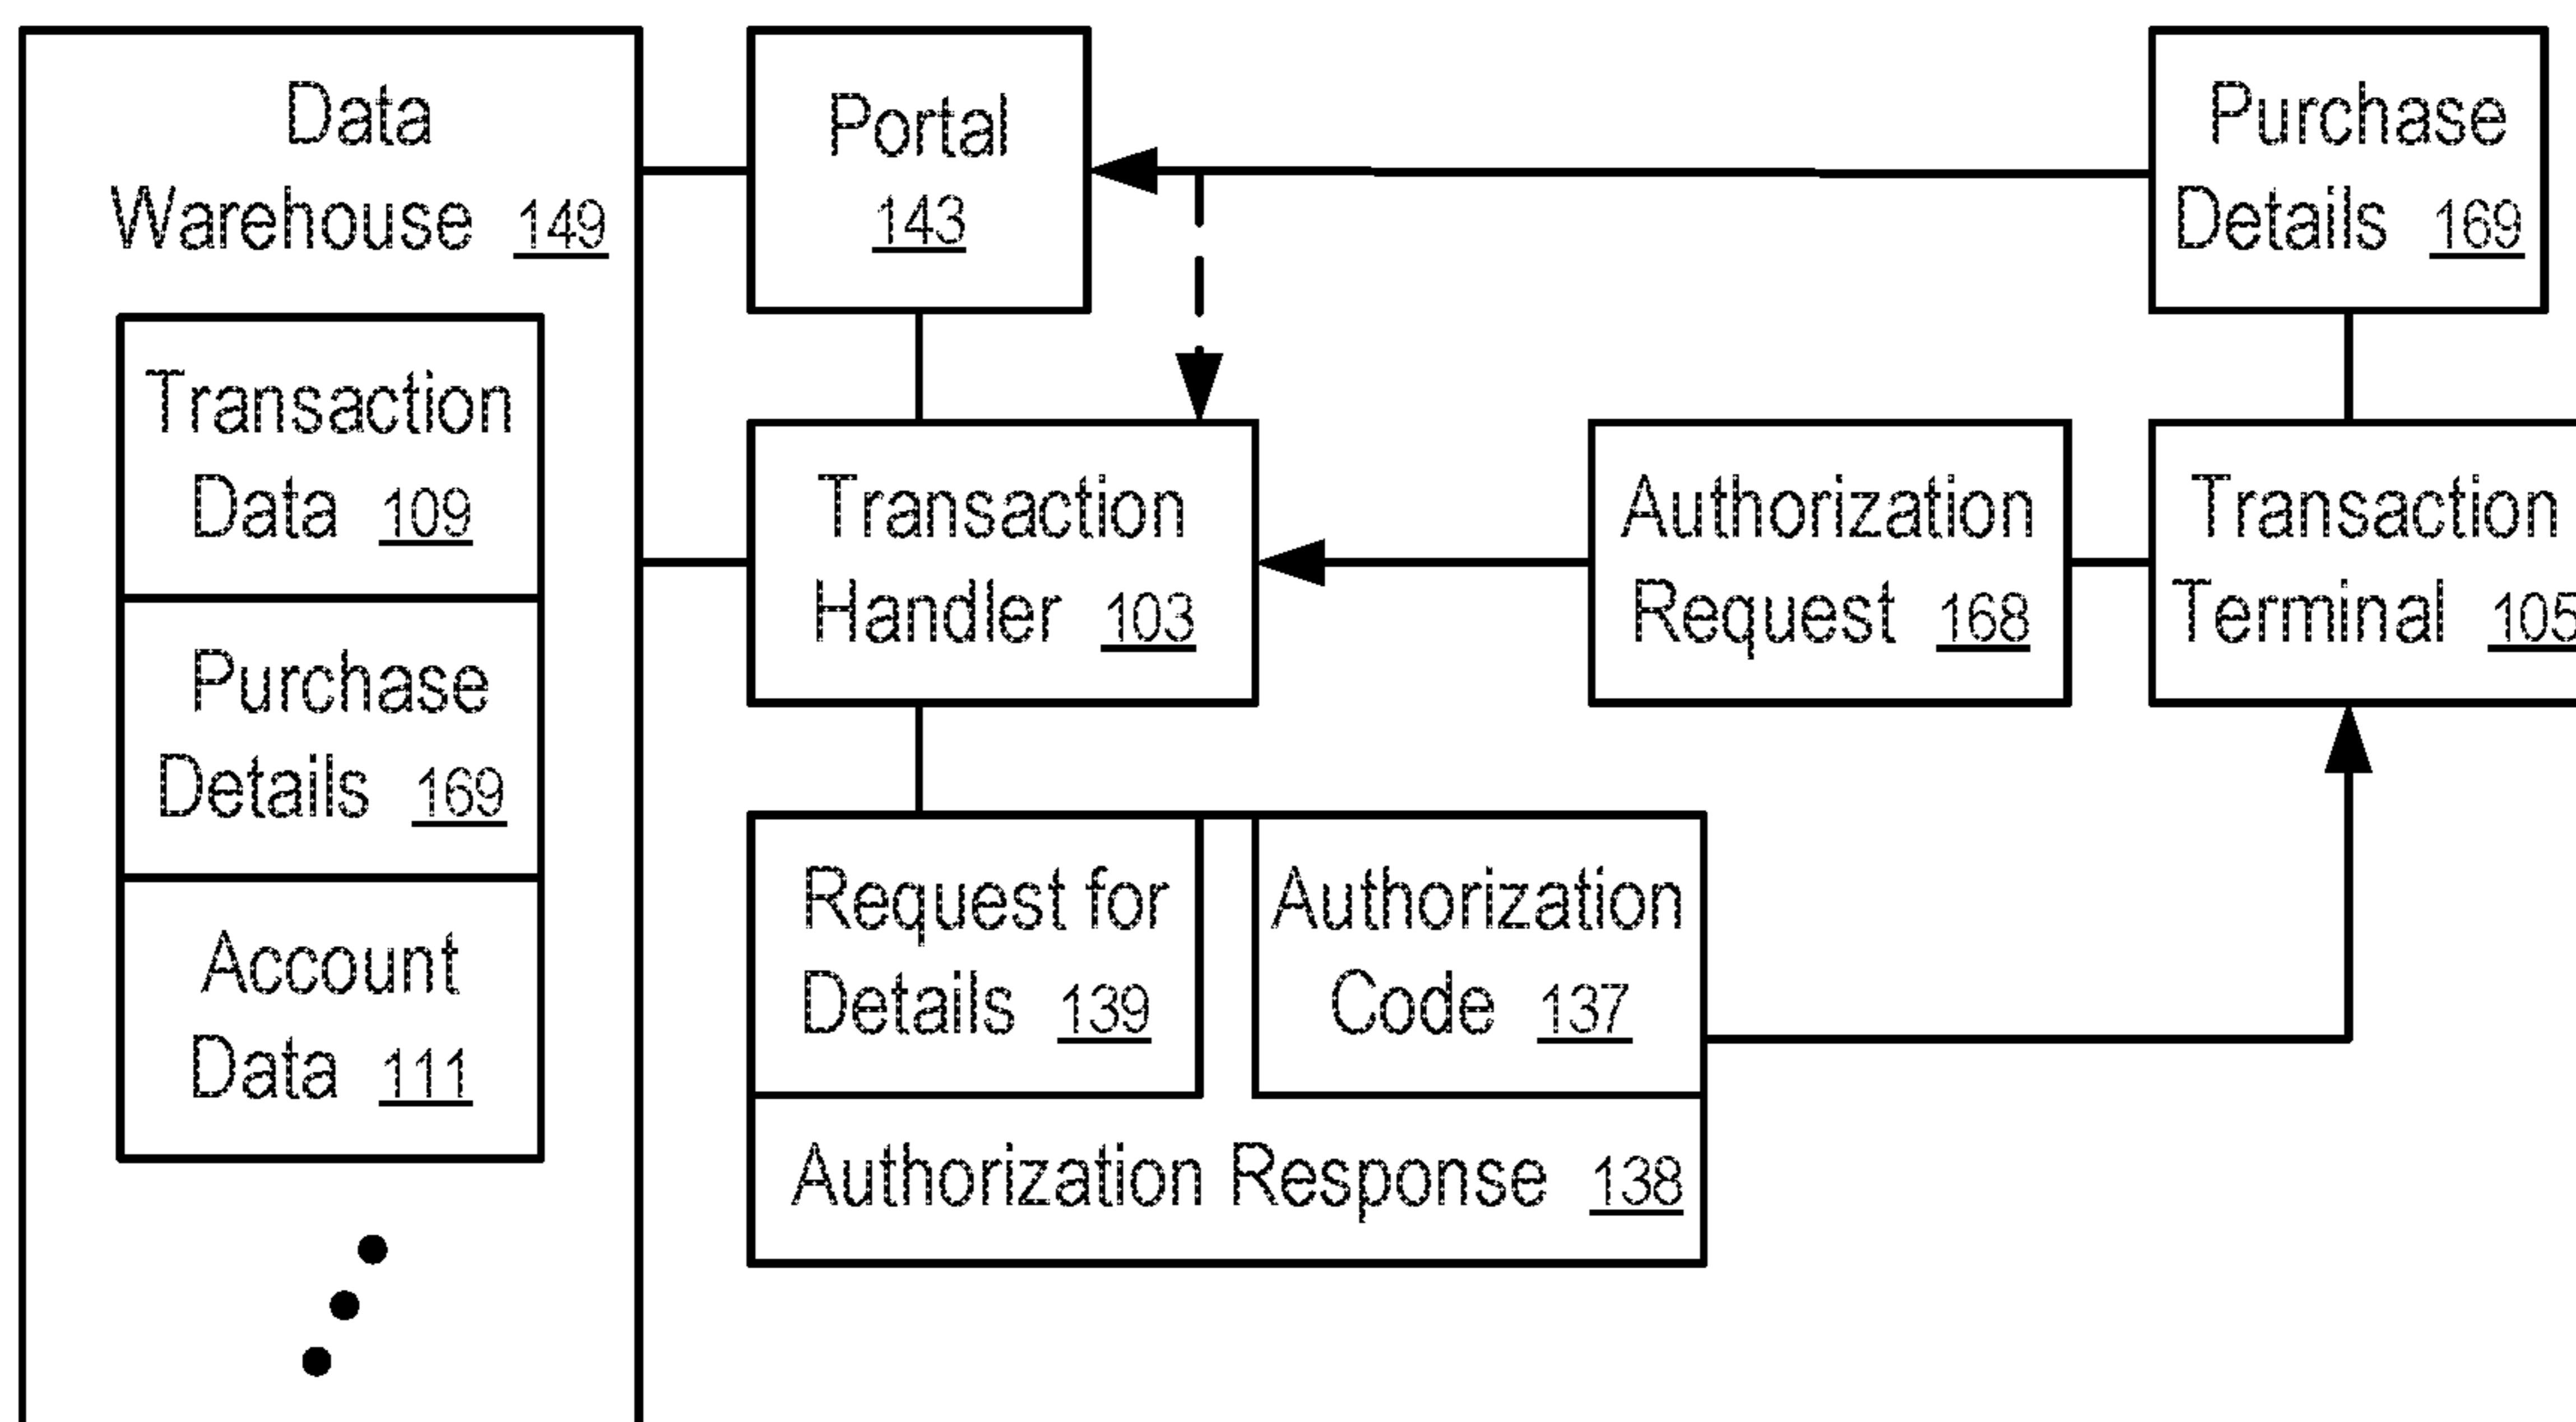 Data
Warehouse 149
Transaction
Data 109
Purchase
Details 169
Account
Data 111
Portal
143
Purchase
Details 169
Transaction
Handler 103
Authorization
Request 168
Transaction
Terminal 105
Request for
Details 139
Authorization
Code 137
Authorization Response 138